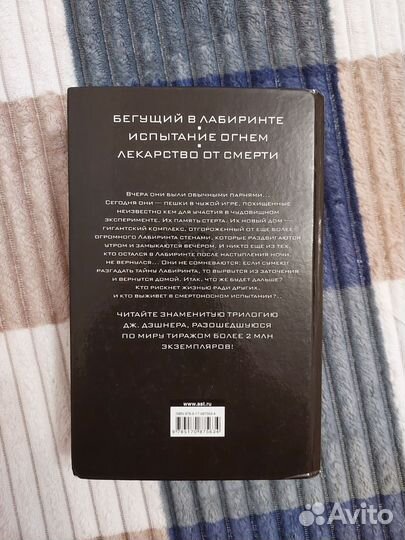 БЕГУЩИЙ В ЛАБИРИНТЕ
ИСПЫТАНИЕ ОГНЕМ
ЛЕКАРСТВО ОТ СМЕРТИ
Вчера они были обычными парнями...
Сегодня они — пешки в чужой игре, похищенные
неизвестно кем для участия в чудовищном
эксперименте. Их память стерта. Их новый дом —
гигантский комплекс, отгороженный от еще более
огромного Лабиринта стенами, которые раздвигаются
утром и замыкаются вечером. И никто еще из тех,
кто остался в Лабиринте после наступления ночи,
не вернулся... Они не сомневаются: если сумеют
разгадать тайны Лабиринта, то вырвутся из заточения
и вернутся домой. Итак, что же будет дальше?
Кто рискнет жизнью ради других,
и кто выживет в смертоносном испытании?..
ЧИТАЙТЕ ЗНАМЕНИТУЮ ТРИЛОГИЮ
ДЖ. ДЭШНЕРА, РАЗОШЕДШУЮСЯ
ПО МИРУ ТИРАЖОМ БОЛЕЕ 2 МЛН
ЭКЗЕМПЛЯРОВ!
www.ast.ru
9 785170 875634
Avito